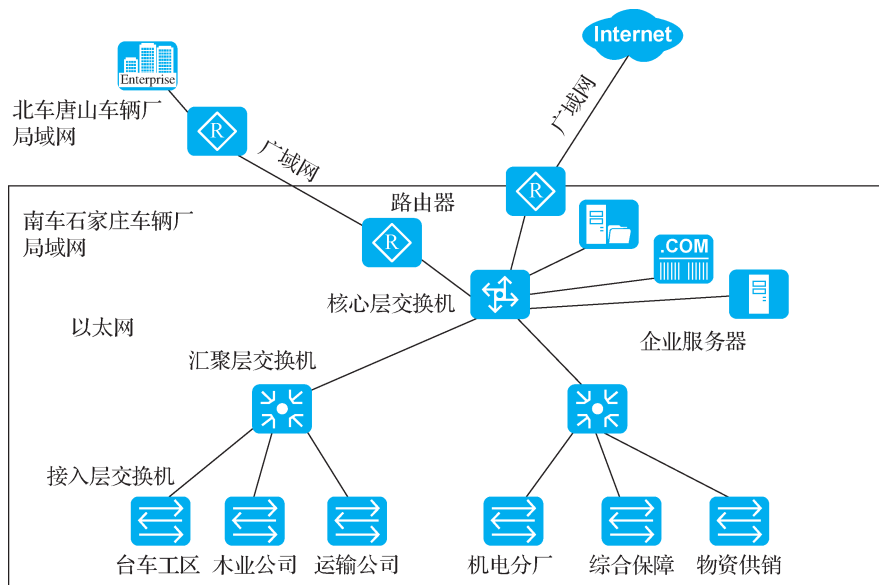 Internet
Enterprise
北车唐山车辆厂
局域网
R
广域网
广域网
R
南车石家庄车辆厂
局域网
路由器
R
.COM
核心层交换机
以太网
企业服务器
汇聚层交换机
接入层交换机
台车工区
木业公司
运输公司
机电分厂
综合保障
物资供销